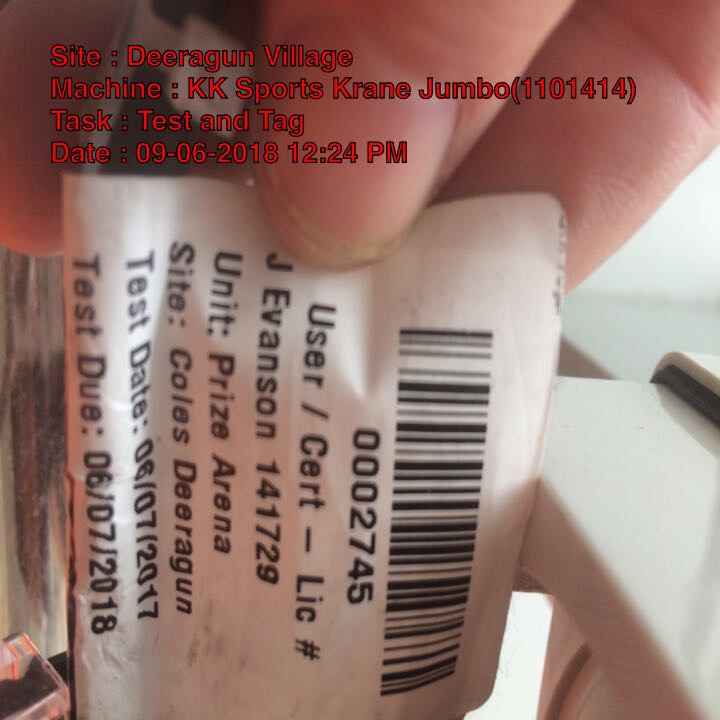 Site : Deeragun Village
Machine : KK Sports Krane Jumbo(1101414)
Task : Test and Tag
Date : 09-06-2018 12:24 PM
0002745
User / Cert - Lic #
J Evanson 141729
Unit: Prize Arena
Site: Coles Deeragun
Test Date: 06/07/2017
Test Due: 06/07/2018